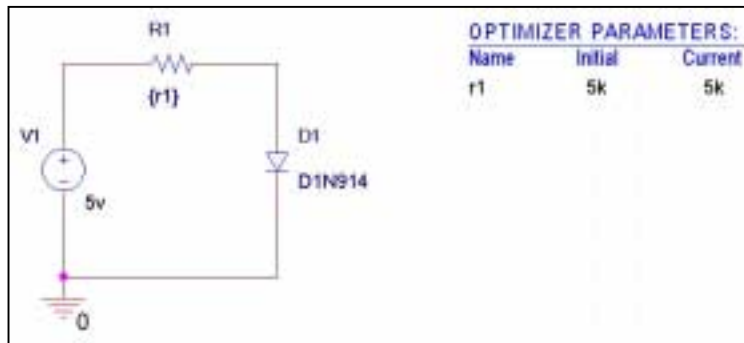 R1
{r1}
V1
5v
D1
D1N914
0
OPTIMIZER PARAMETERS:
Name Initial Current
r1 5k 5k